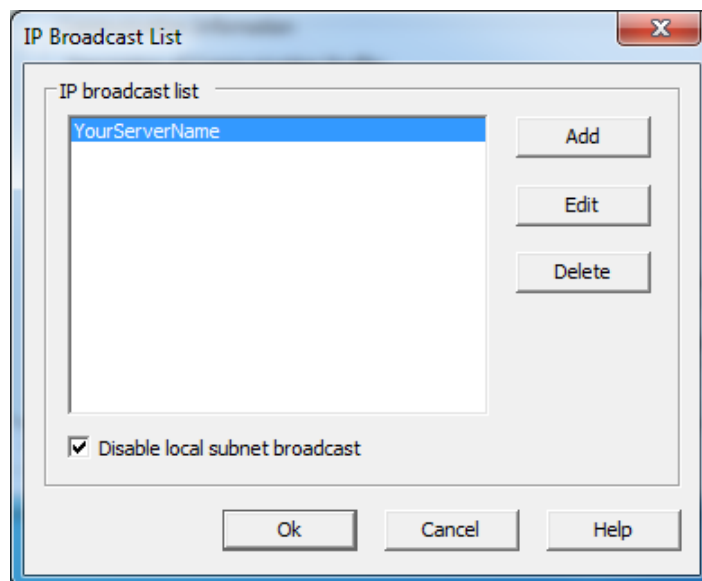 IP Broadcast List
IP broadcast list
YourServerName
Add
Edit
Delete
Disable local subnet broadcast
Ok
Cancel
Help